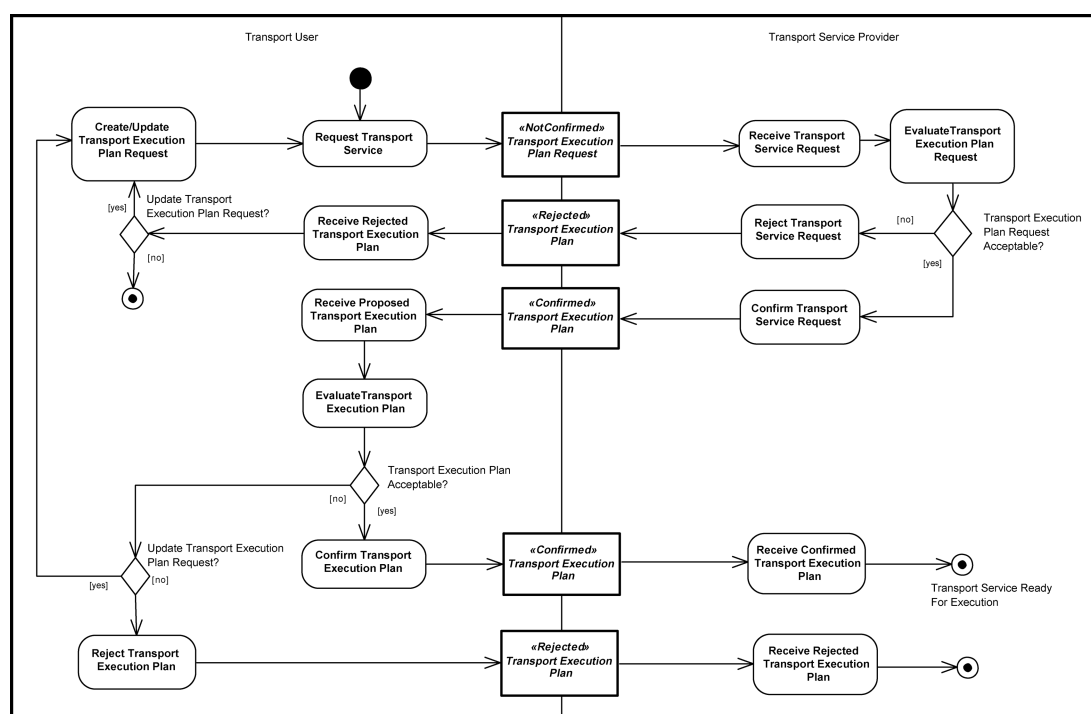 Transport User
Transport Service Provider
Create/Update
Transport Execution
Plan Request
Request Transport
Service
«NotConfirmed»
Transport Execution
Plan Request
Receive Transport
Service Request
EvaluateTransport
Execution Plan
Request
[yes]
Update Transport
Execution Plan Request?
[no]
Receive Rejected
Transport Execution
Plan
«Rejected»
Transport Execution
Plan
Reject Transport
Service Request
[no]
[yes]
Transport Execution
Plan Request
Acceptable?
Receive Proposed
Transport Execution
Plan
«Confirmed»
Transport Execution
Plan
Confirm Transport
Service Request
EvaluateTransport
Execution Plan
Transport Execution Plan
Acceptable?
[no]
[yes]
Update Transport Execution
Plan Request?
[yes]
[no]
Confirm Transport
Execution Plan
«Confirmed»
Transport Execution
Plan
Receive Confirmed
Transport Execution
Plan
Transport Service Ready
For Execution
Reject Transport
Execution Plan
«Rejected»
Transport Execution
Plan
Receive Rejected
Transport Execution
Plan